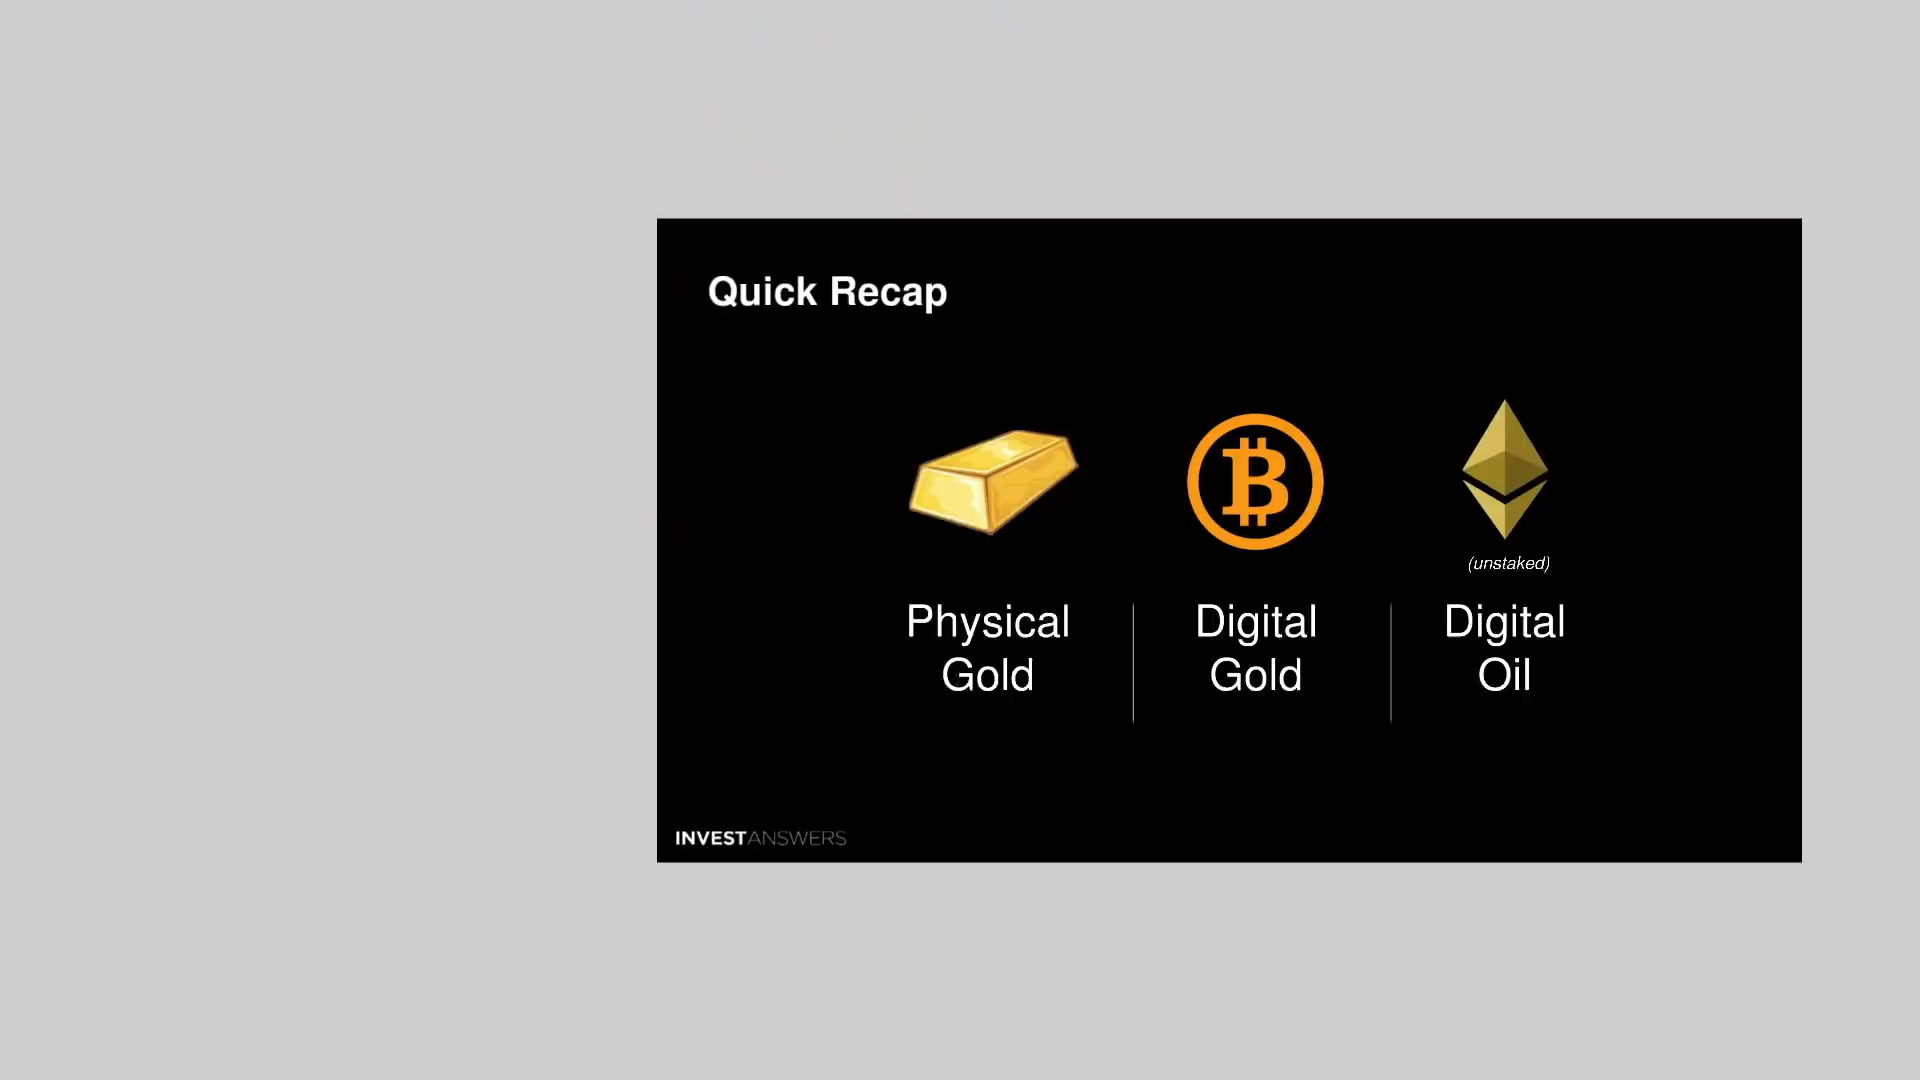 Quick Recap
(unstaked)
Physical
Gold
Digital
Gold
Digital
Oil
INVESTANSWERS